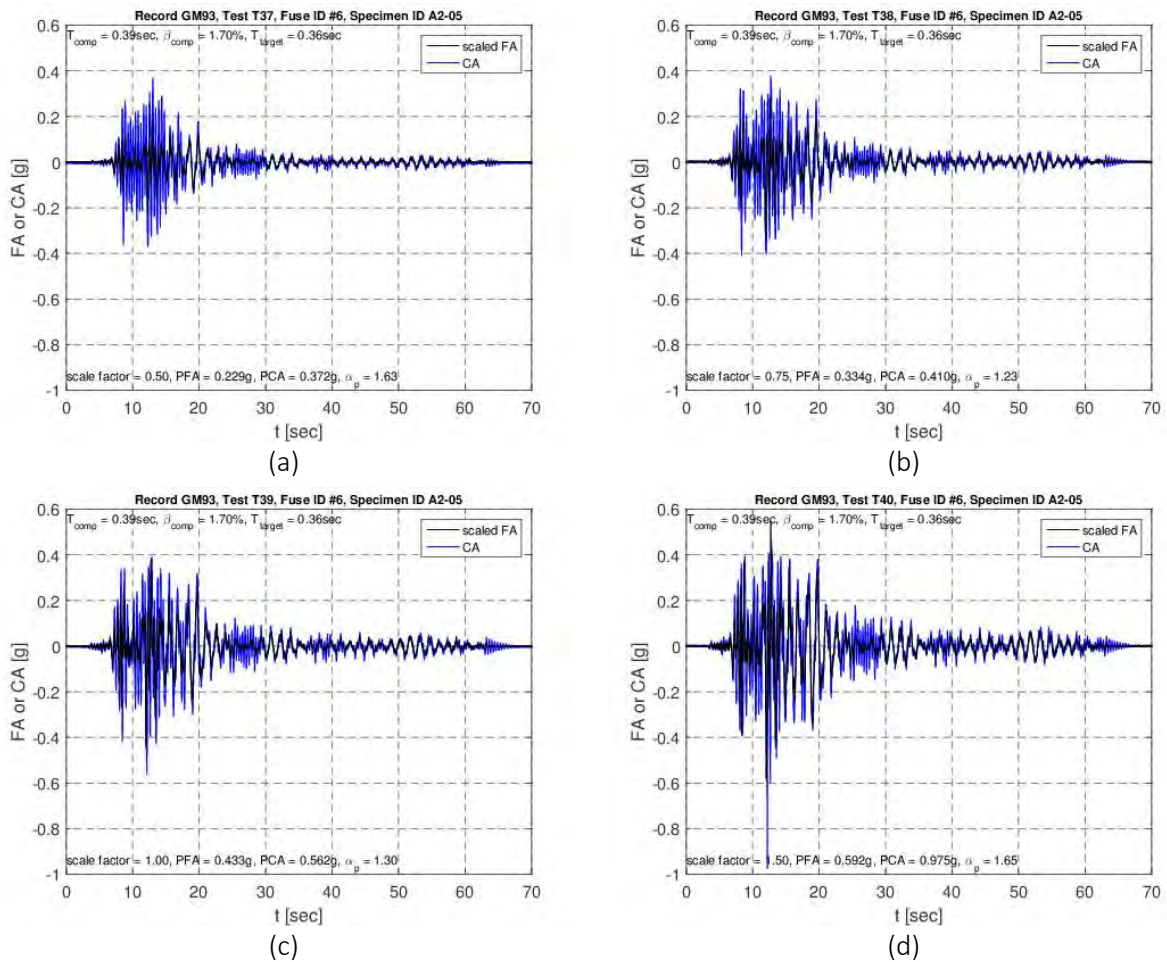 Record GM93, Test T37, Fuse ID #6, Specimen ID A2-05
T_comp = 0.39sec, β_comp = 1.70%, T_target = 0.36sec
scaled FA
CA
0.6
0.4
0.2
0
-0.2
-0.4
-0.6
-0.8
-1
FA or CA [g]
scale factor = 0.50, PFA = 0.229g, PCA = 0.372g, α_p = 1.63
0 10 20 30 40 50 60 70
t [sec]
(a)
Record GM93, Test T38, Fuse ID #6, Specimen ID A2-05
T_comp = 0.39sec, β_comp = 1.70%, T_target = 0.36sec
scaled FA
CA
0.6
0.4
0.2
0
-0.2
-0.4
-0.6
-0.8
-1
FA or CA [g]
scale factor = 0.75, PFA = 0.334g, PCA = 0.410g, α_p = 1.23
0 10 20 30 40 50 60 70
t [sec]
(b)
Record GM93, Test T39, Fuse ID #6, Specimen ID A2-05
T_comp = 0.39sec, β_comp = 1.70%, T_target = 0.36sec
scaled FA
CA
0.6
0.4
0.2
0
-0.2
-0.4
-0.6
-0.8
-1
FA or CA [g]
scale factor = 1.00, PFA = 0.433g, PCA = 0.562g, α_p = 1.30
0 10 20 30 40 50 60 70
t [sec]
(c)
Record GM93, Test T40, Fuse ID #6, Specimen ID A2-05
T_comp = 0.39sec, β_comp = 1.70%, T_target = 0.36sec
scaled FA
CA
0.6
0.4
0.2
0
-0.2
-0.4
-0.6
-0.8
-1
FA or CA [g]
scale factor = 1.50, PFA = 0.592g, PCA = 0.975g, α_p = 1.65
0 10 20 30 40 50 60 70
t [sec]
(d)